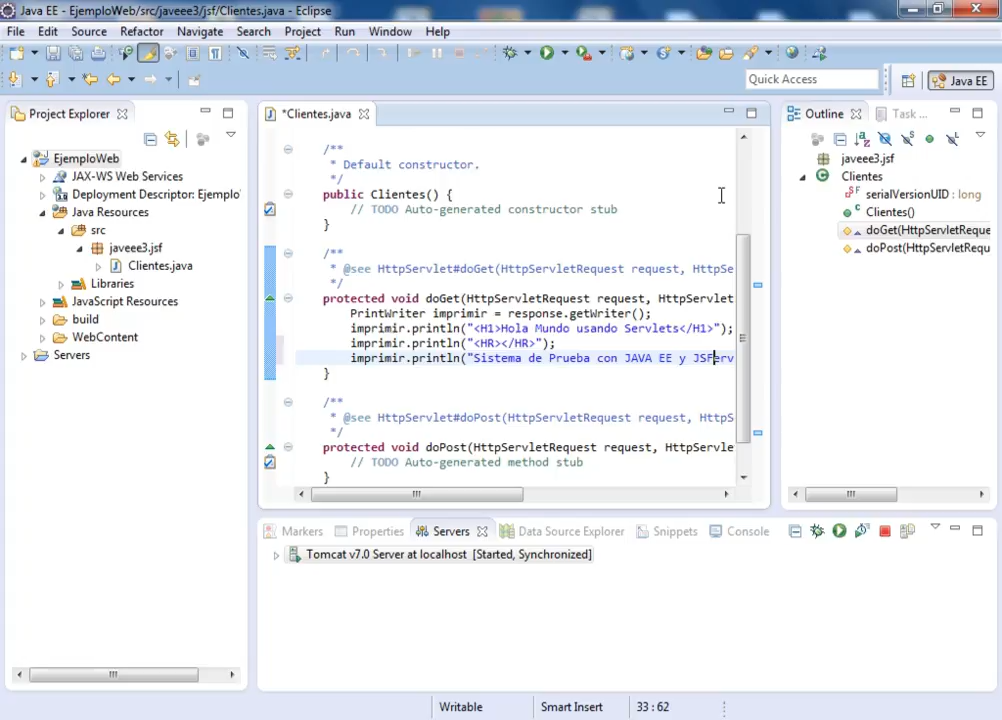 Java EE - EjemploWeb/src/javeee3/jsf/Clientes.java - Eclipse
File Edit Source Refactor Navigate Search Project Run Window Help
Quick Access
Java EE
Project Explorer
EjemploWeb
JAX-WS Web Services
Deployment Descriptor: Ejemplo
Java Resources
src
javeee3.jsf
Clientes.java
Libraries
JavaScript Resources
build
WebContent
Servers
*Clientes.java
/**
* Default constructor.
*/
public Clientes() {
// TODO Auto-generated constructor stub
}
/**
* @see HttpServlet#doGet(HttpServletRequest request, HttpSe
*/
protected void doGet(HttpServletRequest request, HttpServlet
PrintWriter imprimir = response.getWriter();
imprimir.println("<H1>Hola Mundo usando Servlets</H1>");
imprimir.println("<HR></HR>");
imprimir.println("Sistema de Prueba con JAVA EE y JSFerv
}
/**
* @see HttpServlet#doPost(HttpServletRequest request, HttpS
*/
protected void doPost(HttpServletRequest request, HttpServle
// TODO Auto-generated method stub
}
Outline
Task ...
javeee3.jsf
Clientes
serialVersionUID : long
Clientes()
doGet(HttpServletReque
doPost(HttpServletRequ
Markers Properties Servers Data Source Explorer Snippets Console
Tomcat v7.0 Server at localhost [Started, Synchronized]
Writable Smart Insert 33 : 62